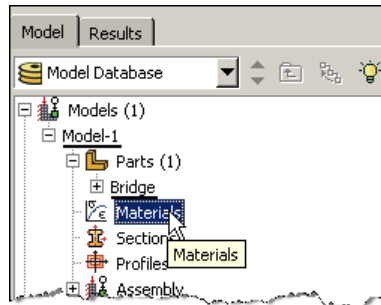 Model Results
Model Database
Models (1)
Model-1
Parts (1)
Bridge
Materials
Sections
Materials
Profiles
Assembly